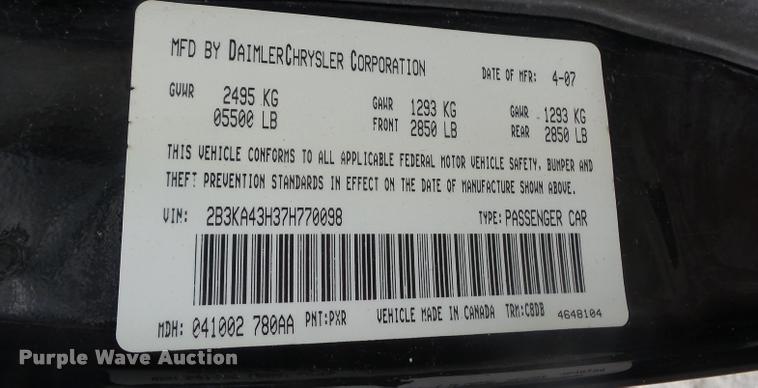 MFD BY DAIMLERCHRYSLER CORPORATION
DATE OF MFR: 4-07
GVWR 2495 KG
05500 LB
GAWR 1293 KG
FRONT 2850 LB
GAWR 1293 KG
REAR 2850 LB
THIS VEHICLE CONFORMS TO ALL APPLICABLE FEDERAL MOTOR VEHICLE SAFETY, BUMPER AND
THEFT PREVENTION STANDARDS IN EFFECT ON THE DATE OF MANUFACTURE SHOWN ABOVE.
VIN: 2B3KA43H37H770098 TYPE: PASSENGER CAR
MDH: 041002 780AA PNT:PXR VEHICLE MADE IN CANADA TRM:C8DB 4648104
Purple Wave Auction